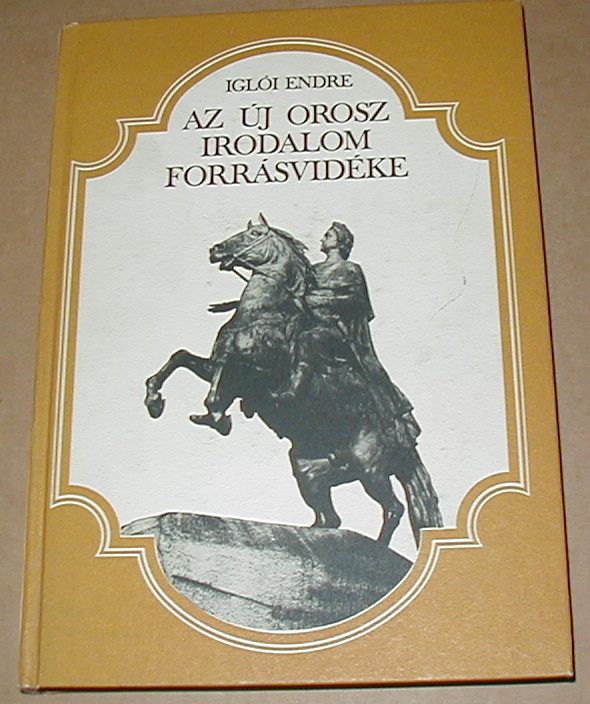 IGLÓI ENDRE
AZ ÚJ OROSZ
IRODALOM
FORRÁSVIDÉKE